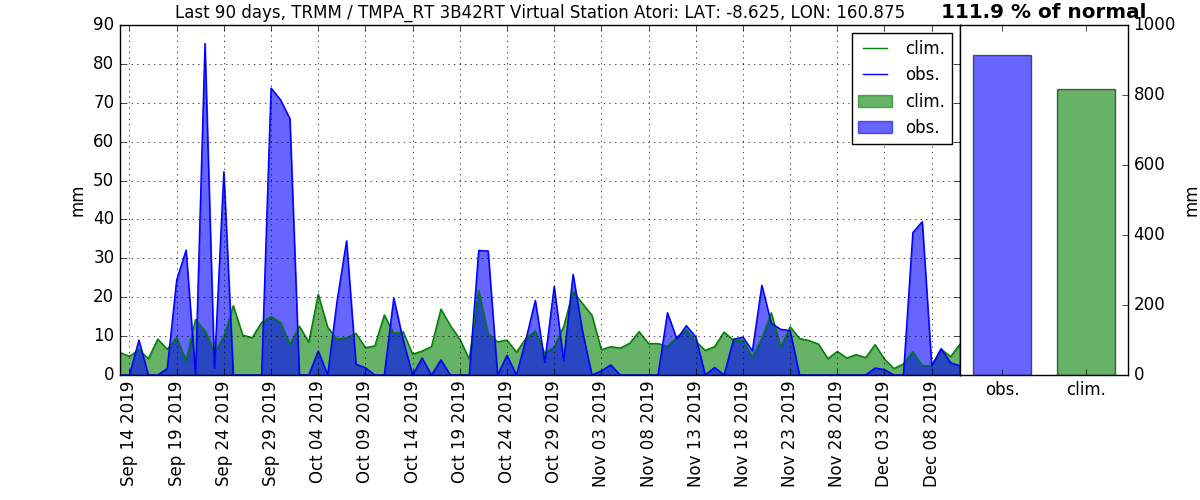 Last 90 days, TRMM / TMPA_RT 3B42RT Virtual Station Atori: LAT: -8.625, LON: 160.875
111.9 % of normal
90
80
70
60
50
40
30
20
10
0
mm
clim.
obs.
clim.
obs.
1000
800
600
400
200
0
mm
obs.
clim.
Sep 14 2019
Sep 19 2019
Sep 24 2019
Sep 29 2019
Oct 04 2019
Oct 09 2019
Oct 14 2019
Oct 19 2019
Oct 24 2019
Oct 29 2019
Nov 03 2019
Nov 08 2019
Nov 13 2019
Nov 18 2019
Nov 23 2019
Nov 28 2019
Dec 03 2019
Dec 08 2019